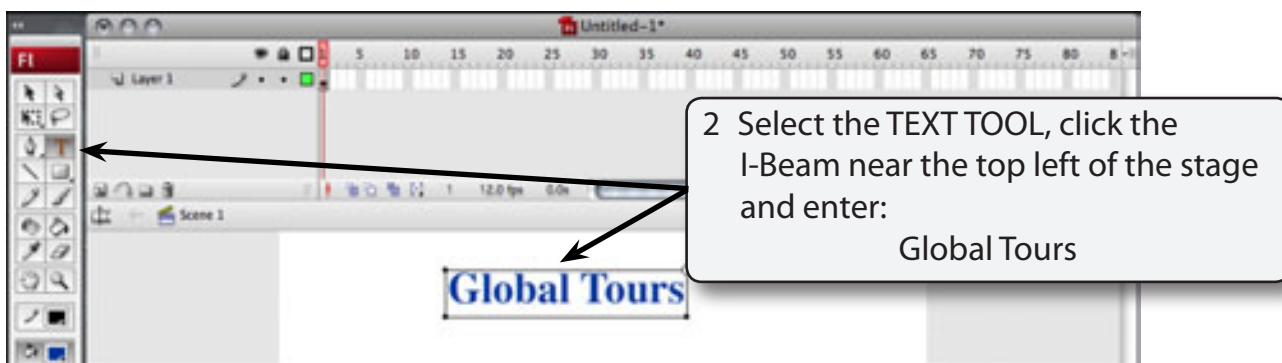 Untitled-1*
Fl
5 10 15 20 25 30 35 40 45 50 55 60 65 70 75 80 8
Layer 1
2 Select the TEXT TOOL, click the
I-Beam near the top left of the stage
and enter:
Global Tours
1 12.0 fps 0.0s
Scene 1
Global Tours